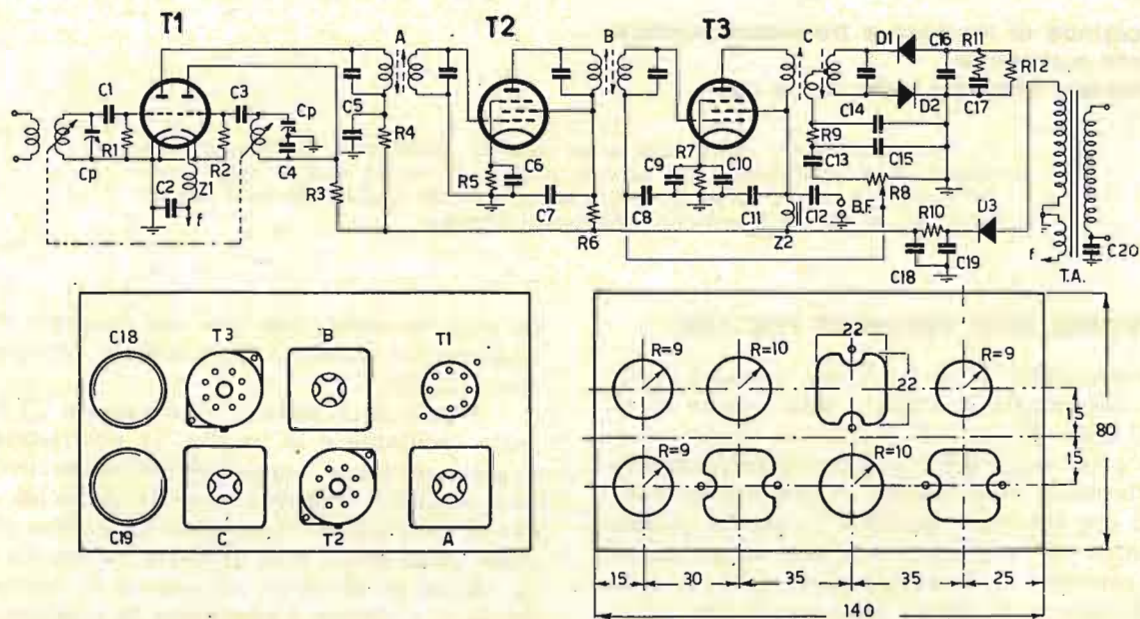 T1
T2
T3
A
B
C
D1
C16
R11
R12
C1
C3
Cp
C5
R4
D2
C17
C14
R1
R2
Cp
C4
R9
C13
C15
R5
C6
C9
R7
C10
R8
C2
Z1
f
R3
C7
C8
C11
C12
B.F.
R6
Z2
R10
D3
C18
C19
f
T.A.
C20
C18
T3
B
T1
C19
C
T2
A
22
R=9
R=10
22
R=9
15
80
R=9
R=10
15
15
30
35
35
25
140